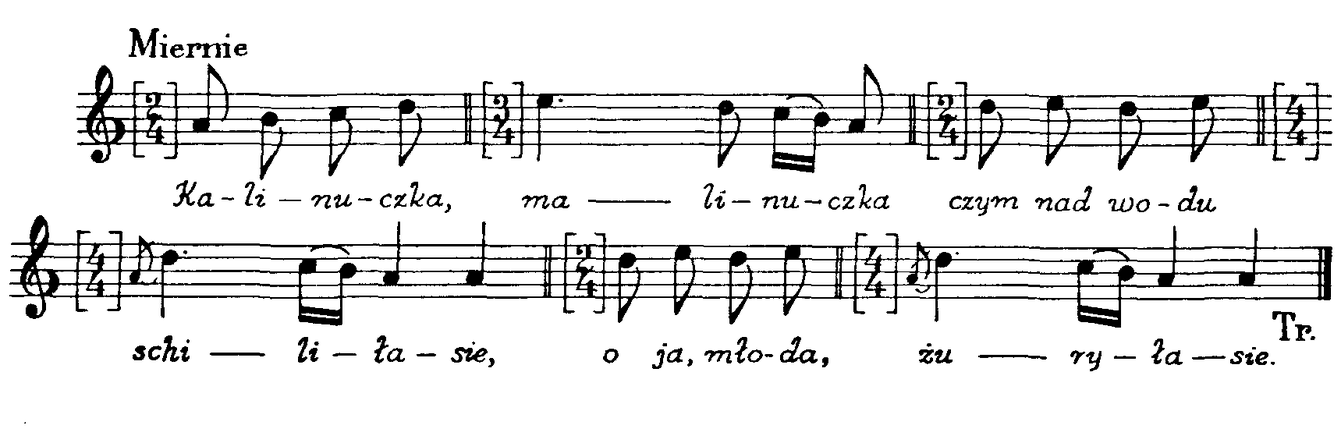 Miernie
Ka-li-nu-czka, ma — li-nu-czka czym nad wo-du
schi — li-ła-sie, o ja, mło-da, żu — ry-ła-sie.
Tr.